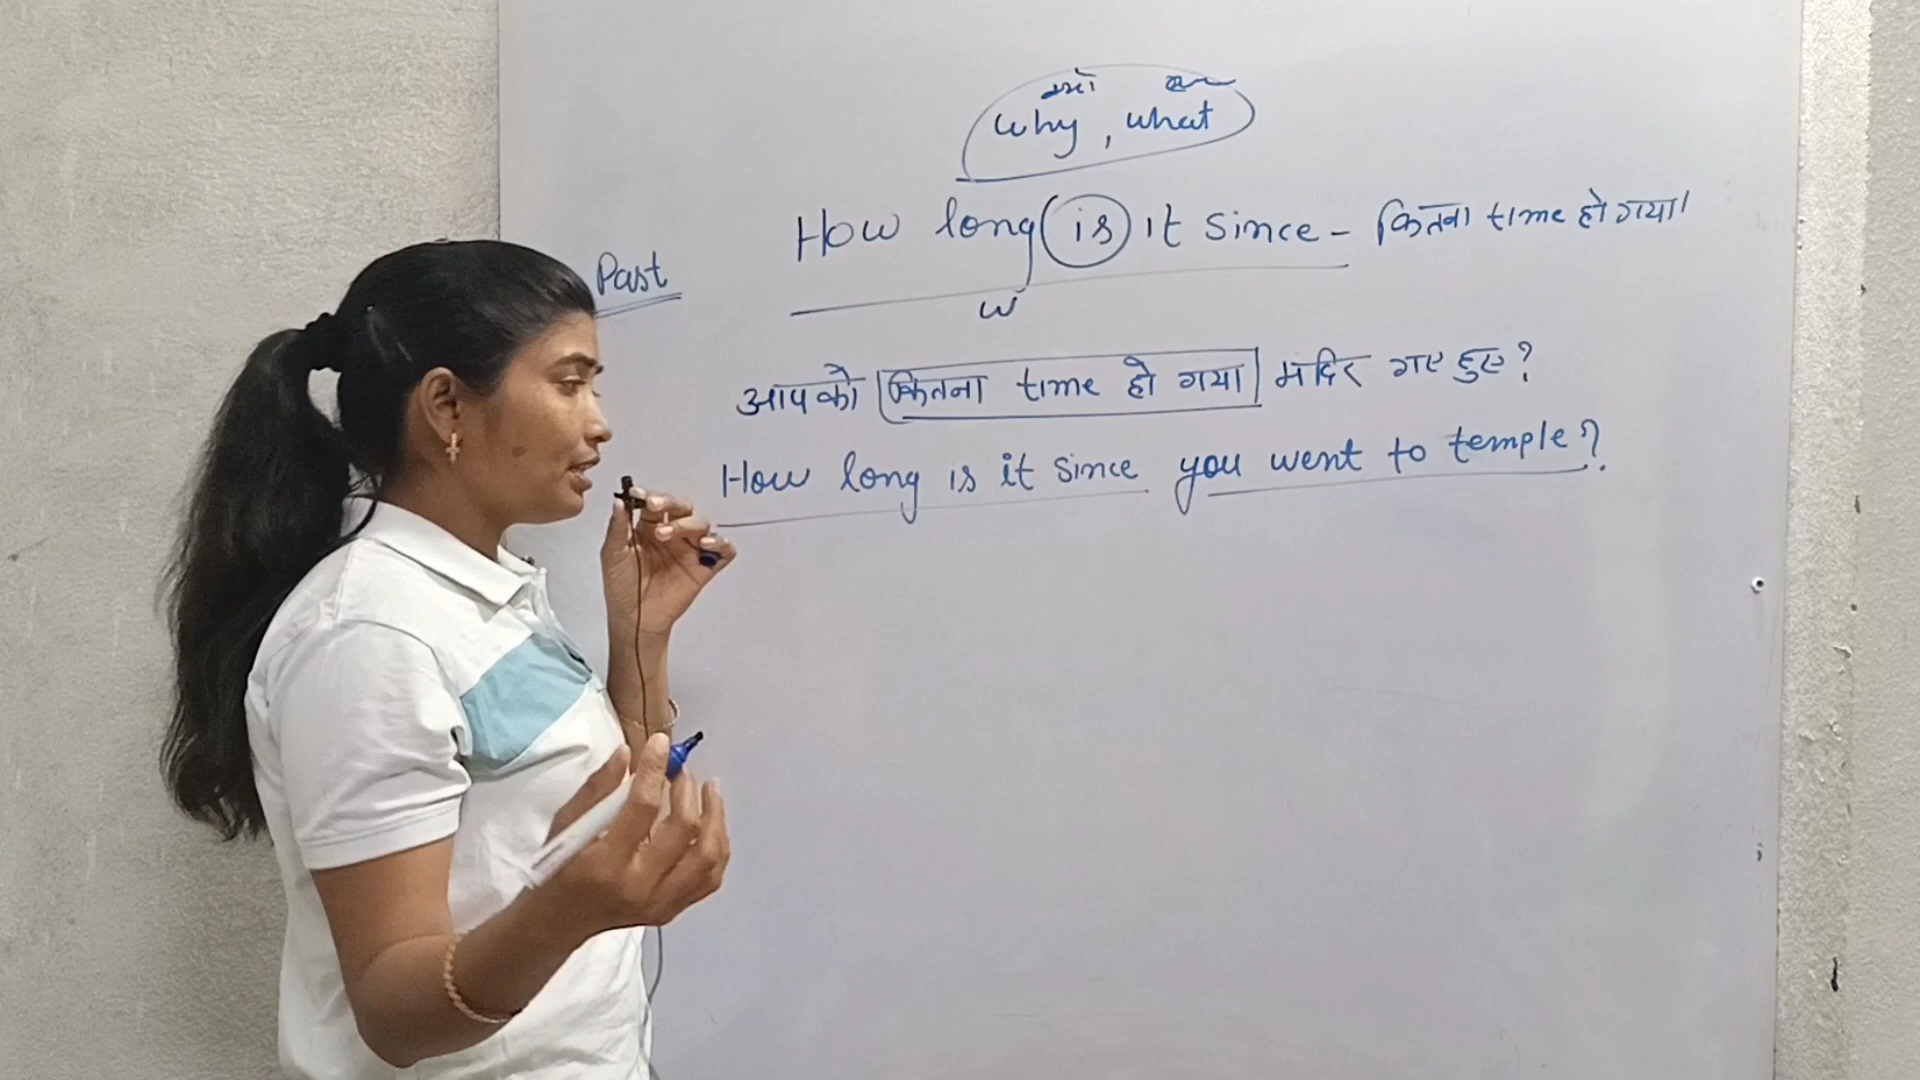 क्यों क्या
why, what
How long is it since - कितना time हो गया।
Past
w
आपको कितना time हो गया मंदिर गए हुए?
How long is it since you went to temple?